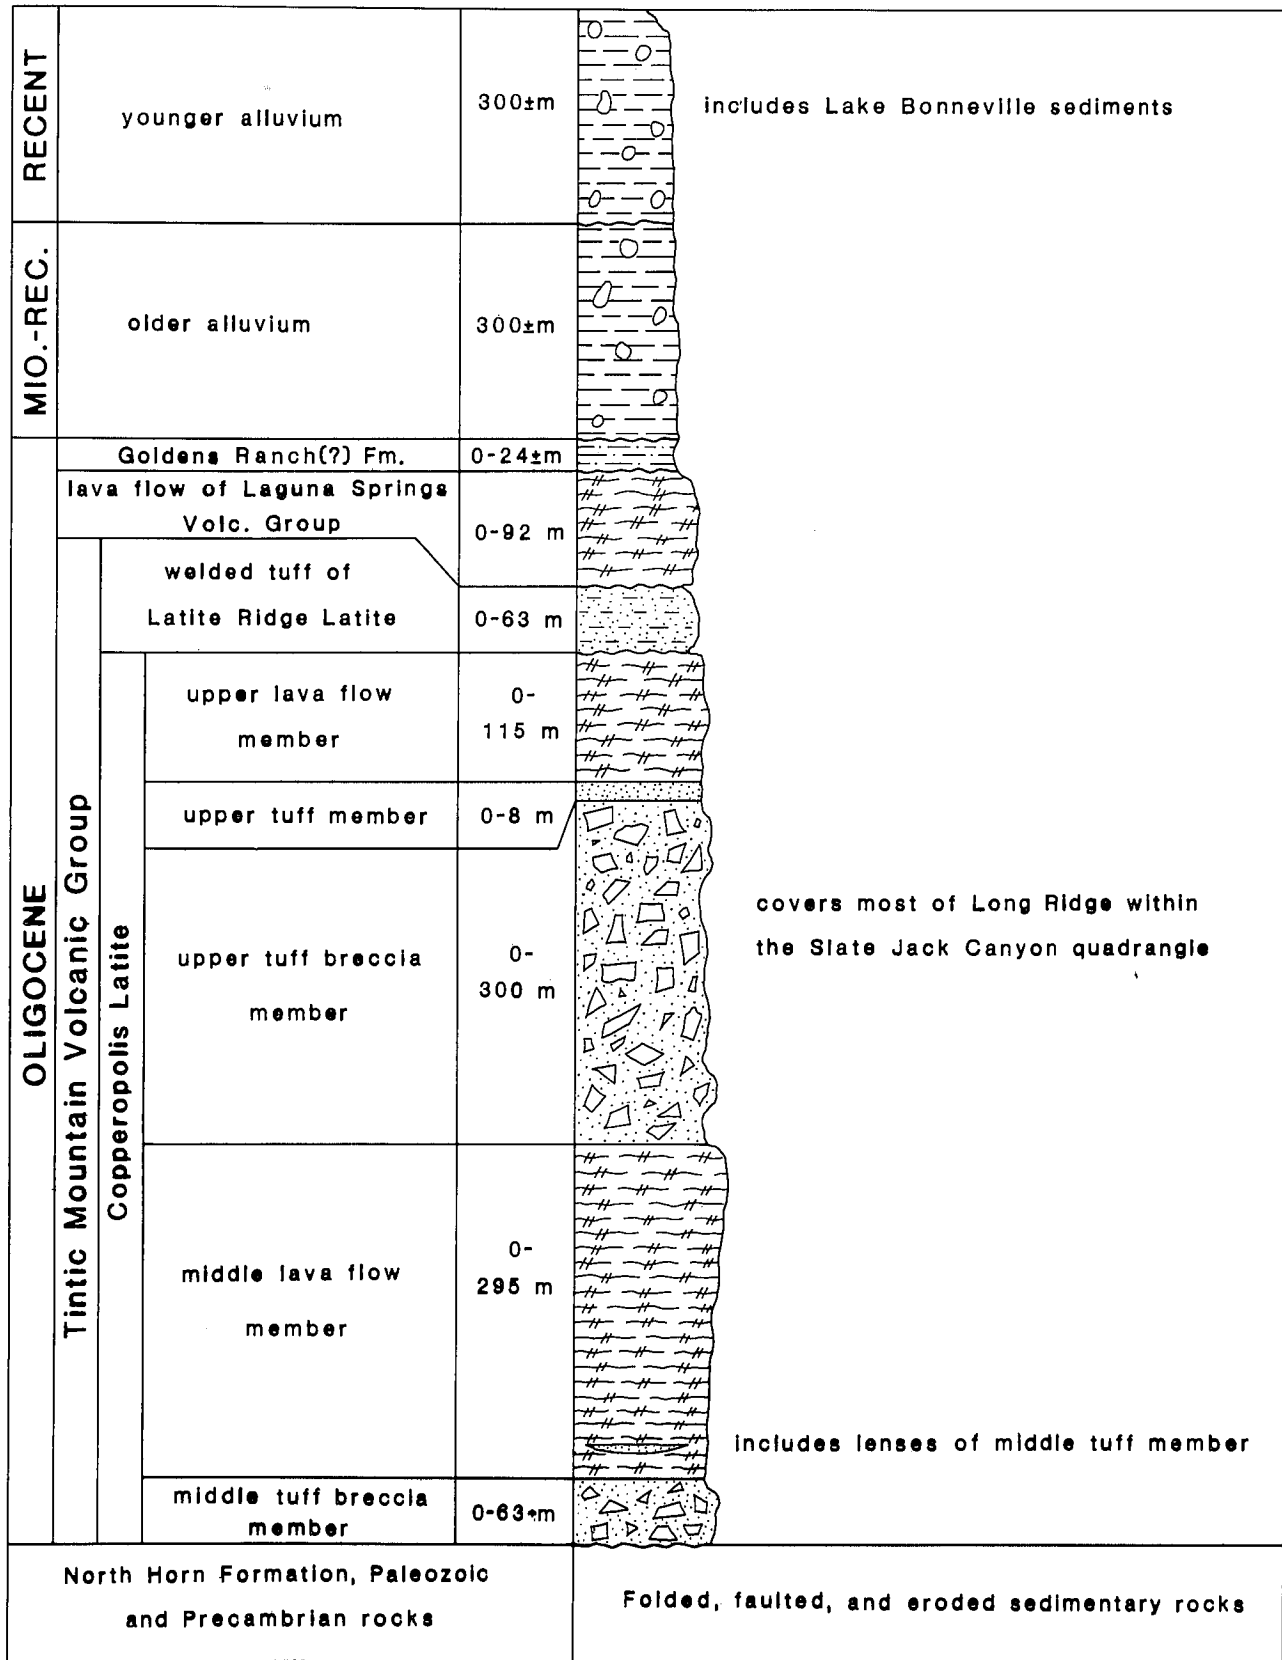 RECENT
younger alluvium
300±m
includes Lake Bonneville sediments
MIO.-REC.
older alluvium
300±m
OLIGOCENE
Goldens Ranch(?) Fm.
0-24±m
lava flow of Laguna Springs
Volc. Group
0-92 m
Tintic Mountain Volcanic Group
welded tuff of
Latite Ridge Latite
0-63 m
Copperopolis Latite
upper lava flow
member
0-
115 m
upper tuff member
0-8 m
upper tuff breccia
member
0-
300 m
covers most of Long Ridge within
the Slate Jack Canyon quadrangle
middle lava flow
member
0-
295 m
includes lenses of middle tuff member
middle tuff breccia
member
0-63+m
North Horn Formation, Paleozoic
and Precambrian rocks
Folded, faulted, and eroded sedimentary rocks